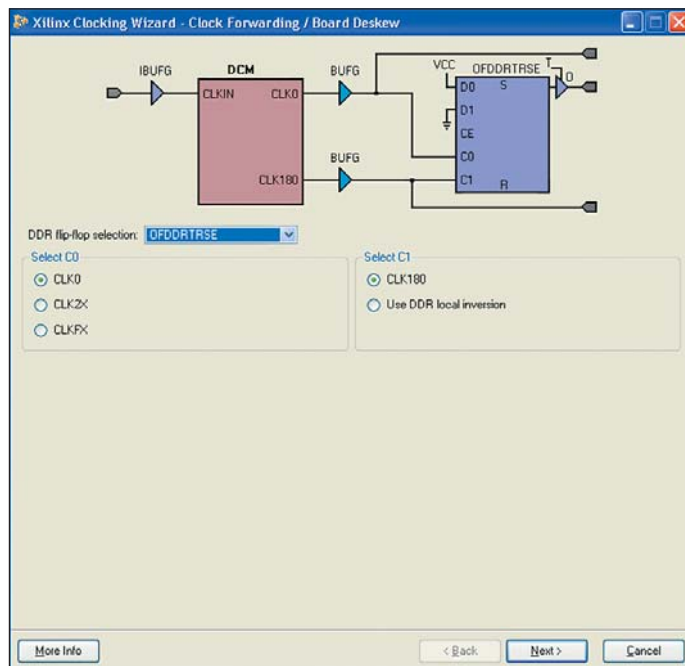 Xilinx Clocking Wizard - Clock Forwarding / Board Deskew
IBUFG
DCM
BUFG
VCC
OFDDRTRSE
T
O
CLKIN
CLK0
D0
S
D1
CE
C0
BUFG
CLK180
C1
R
DDR flip-flop selection: OFDDRTRSE
Select C0
CLK0
CLK2X
CLKFX
Select C1
CLK180
Use DDR local inversion
More Info
< Back
Next >
Cancel